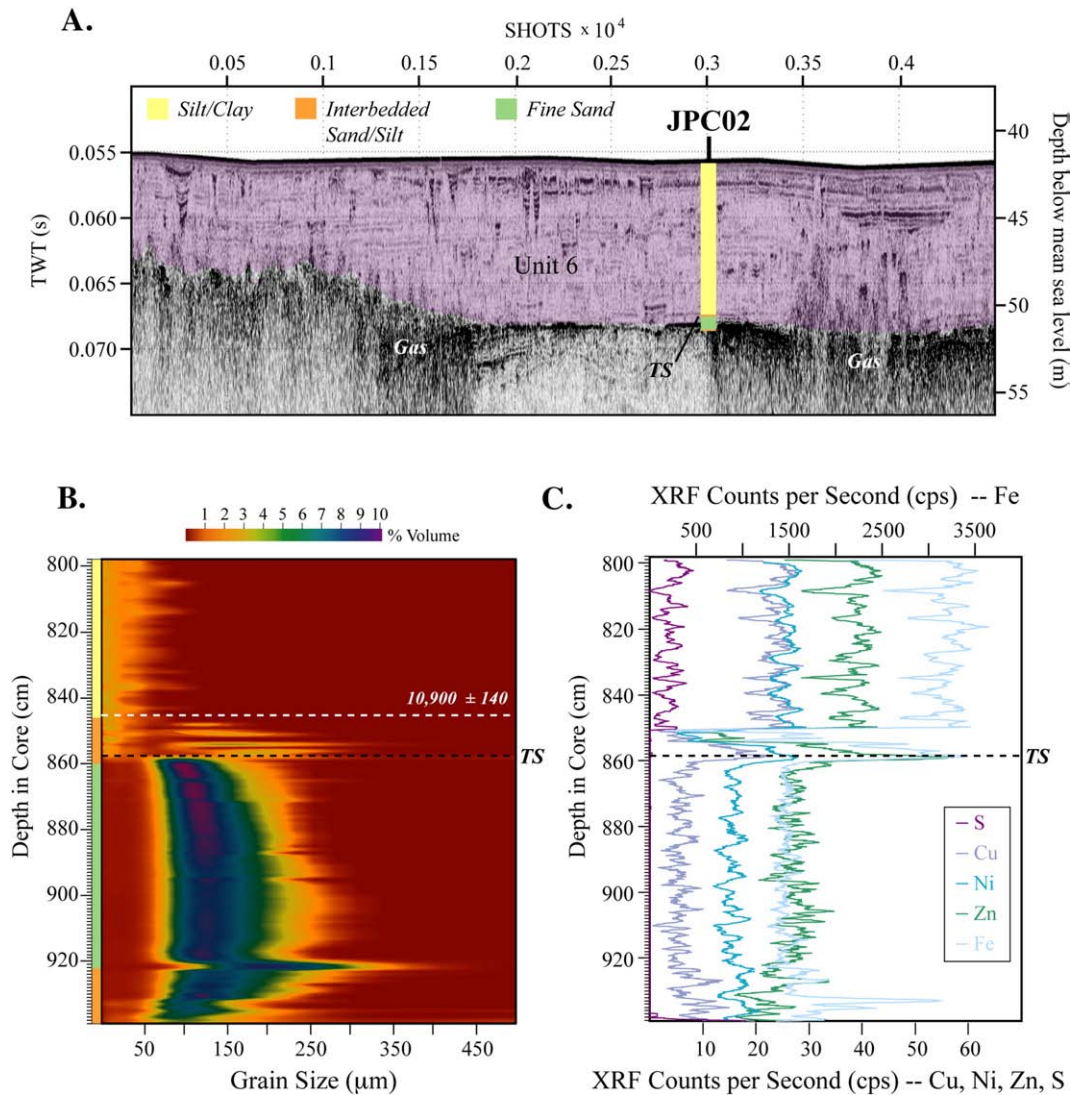 A.
SHOTS × 10⁴
0.05 0.1 0.15 0.2 0.25 0.3 0.35 0.4
Silt/Clay
Interbedded
Sand/Silt
Fine Sand
JPC02
0.055
0.060
0.065
0.070
TWT (s)
40
45
50
55
Depth below mean sea level (m)
Unit 6
Gas
TS
Gas
B.
1 2 3 4 5 6 7 8 9 10
% Volume
800
820
840
860
880
900
920
Depth in Core (cm)
10,900 ± 140
TS
50 150 250 350 450
Grain Size (µm)
C.
XRF Counts per Second (cps) -- Fe
500 1500 2500 3500
800
820
840
860
880
900
920
Depth in Core (cm)
TS
S
Cu
Ni
Zn
Fe
10 20 30 40 50 60
XRF Counts per Second (cps) -- Cu, Ni, Zn, S